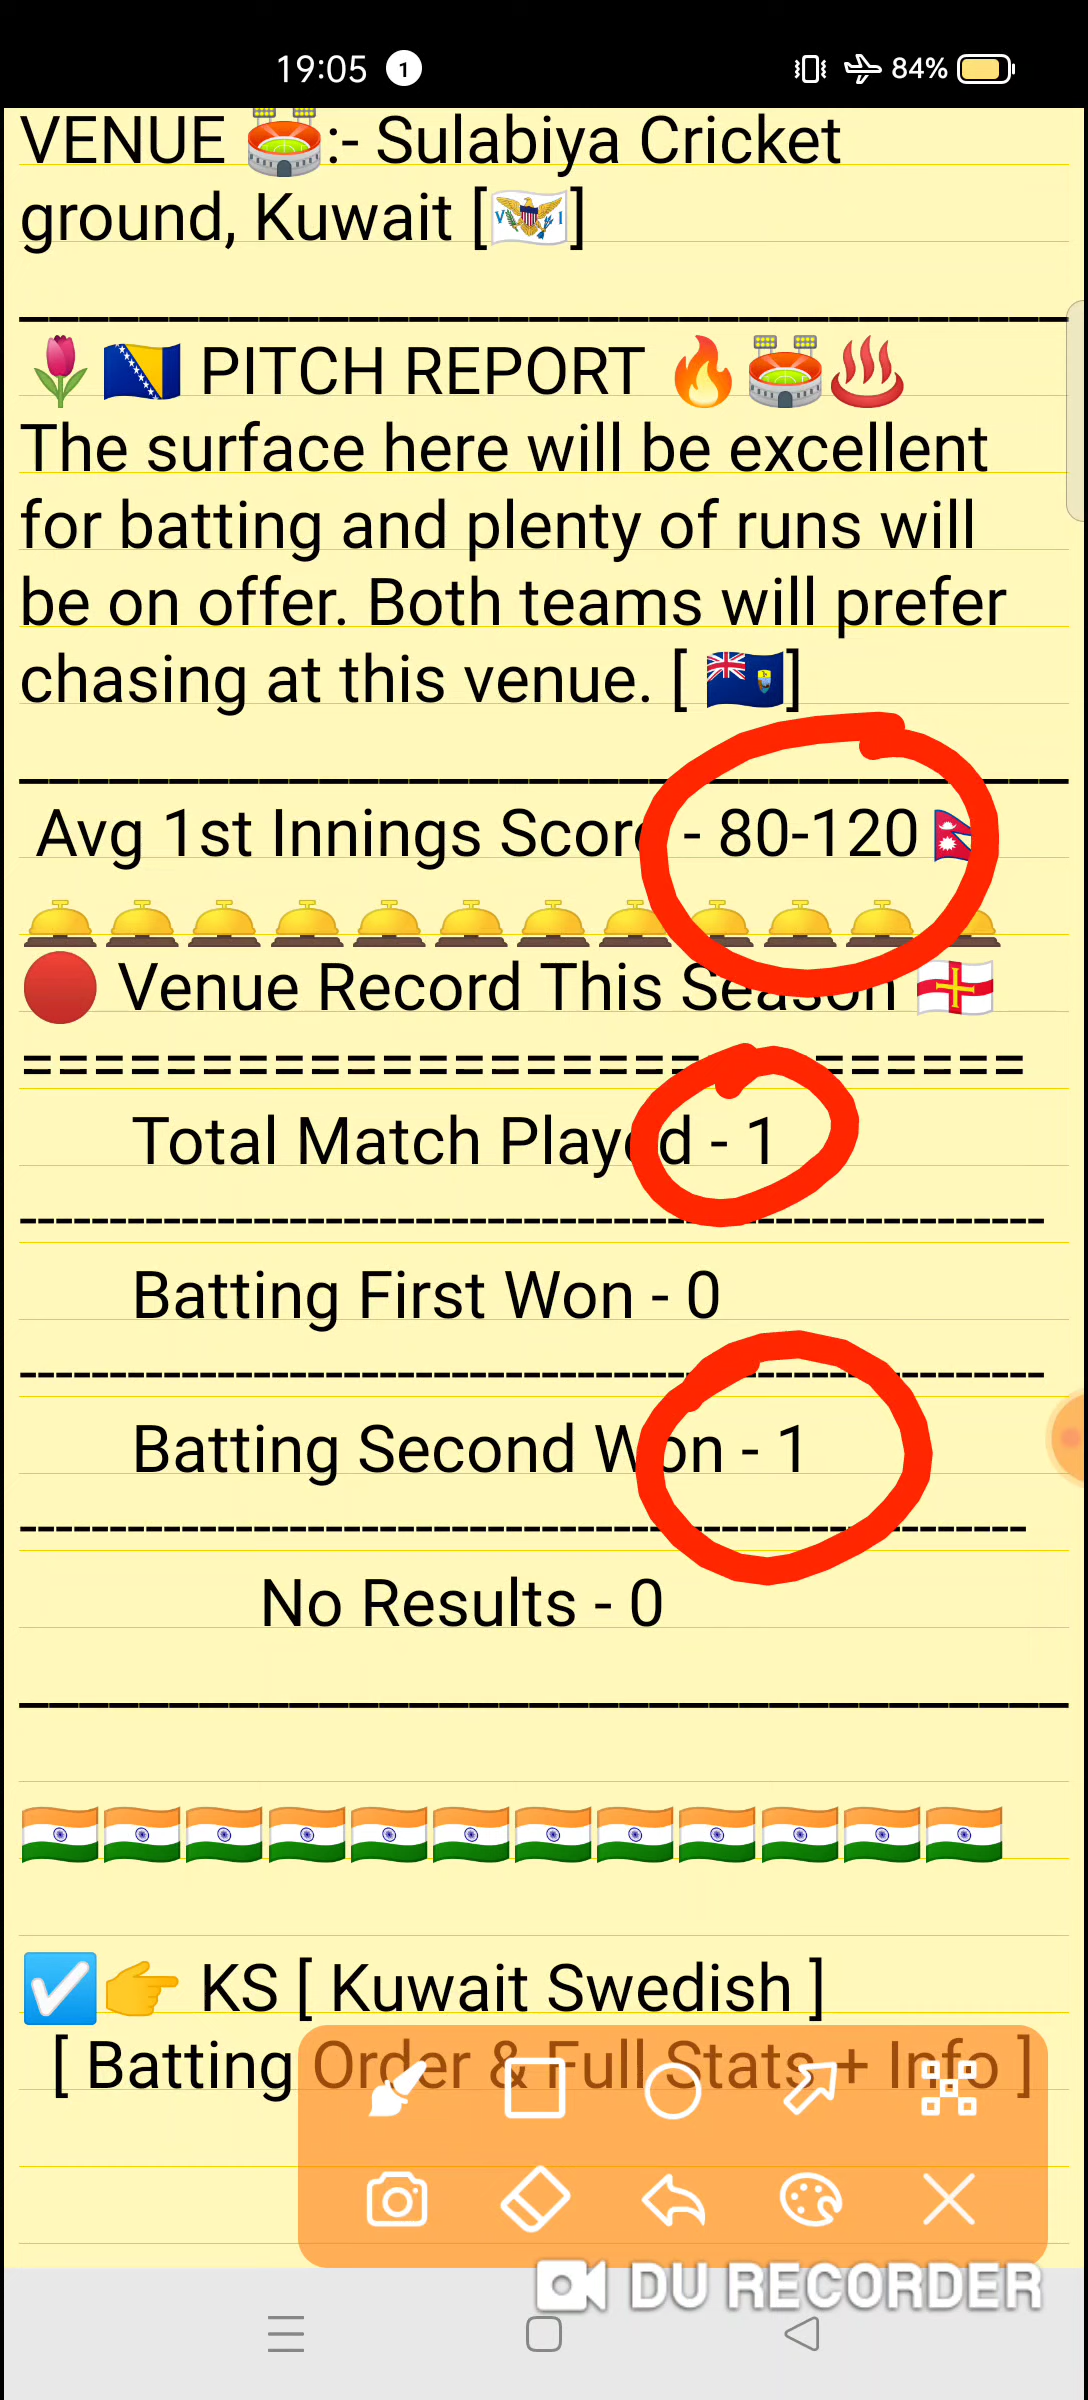 19:05 1 84%
VENUE 🏟️:- Sulabiya Cricket
ground, Kuwait [🇻🇮]
🌷🇧🇦 PITCH REPORT 🔥🏟️♨️
The surface here will be excellent
for batting and plenty of runs will
be on offer. Both teams will prefer
chasing at this venue. [ 🇸🇭]
Avg 1st Innings Score - 80-120 🇳🇵
🛎️🛎️🛎️🛎️🛎️🛎️🛎️🛎️🛎️🛎️🛎️🛎️
🔴 Venue Record This Season 🇬🇬
============================
Total Match Played - 1
Batting First Won - 0
Batting Second Won - 1
No Results - 0
🇮🇳🇮🇳🇮🇳🇮🇳🇮🇳🇮🇳🇮🇳🇮🇳🇮🇳🇮🇳🇮🇳🇮🇳
☑️👉 KS [ Kuwait Swedish ]
[ Batting Order & Full Stats + Info ]
DU RECORDER